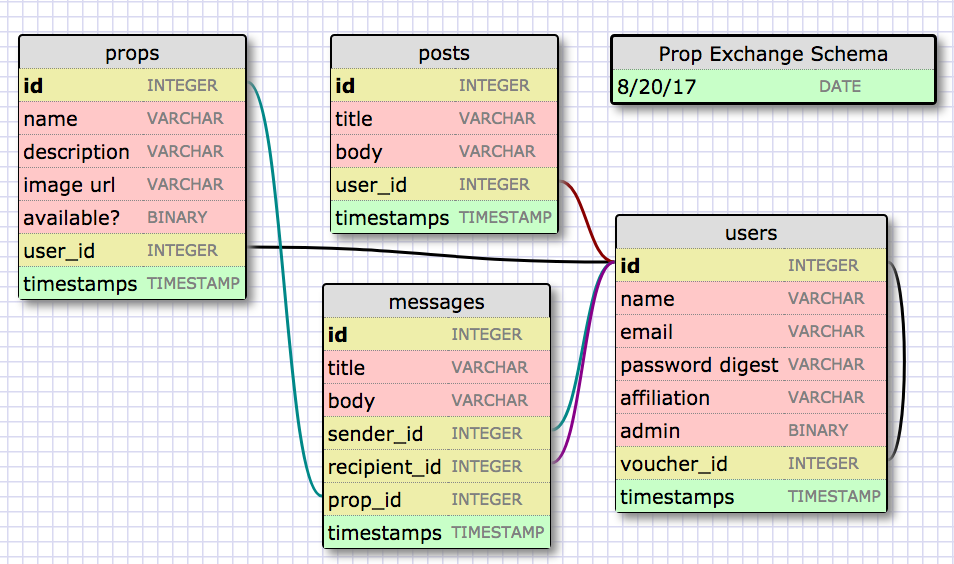 props
id INTEGER
name VARCHAR
description VARCHAR
image url VARCHAR
available? BINARY
user_id INTEGER
timestamps TIMESTAMP
posts
id INTEGER
title VARCHAR
body VARCHAR
user_id INTEGER
timestamps TIMESTAMP
Prop Exchange Schema
8/20/17 DATE
messages
id INTEGER
title VARCHAR
body VARCHAR
sender_id INTEGER
recipient_id INTEGER
prop_id INTEGER
timestamps TIMESTAMP
users
id INTEGER
name VARCHAR
email VARCHAR
password digest VARCHAR
affiliation VARCHAR
admin BINARY
voucher_id INTEGER
timestamps TIMESTAMP